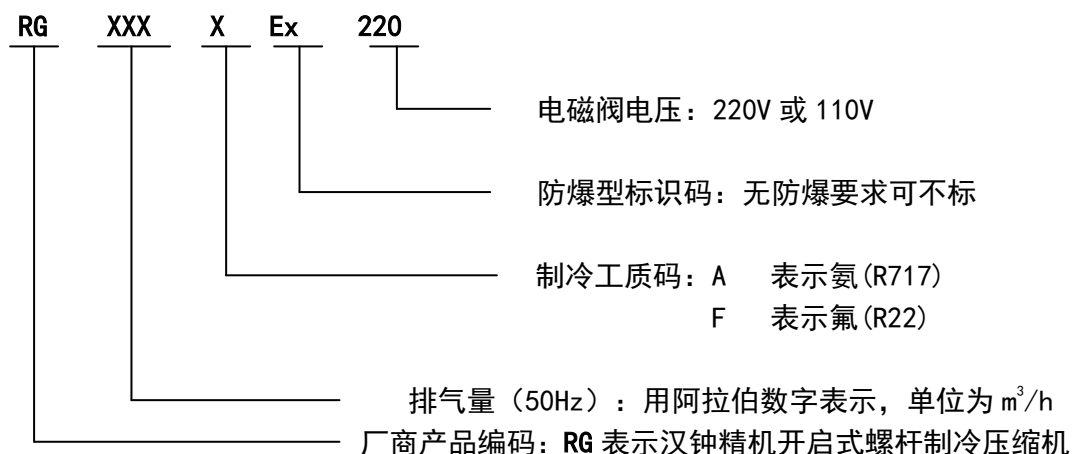 RG XXX X Ex 220
电磁阀电压：220V 或 110V
防爆型标识码：无防爆要求可不标
制冷工质码：A 表示氨(R717)
F 表示氟(R22)
排气量（50Hz）：用阿拉伯数字表示，单位为 m³/h
厂商产品编码：RG 表示汉钟精机开启式螺杆制冷压缩机